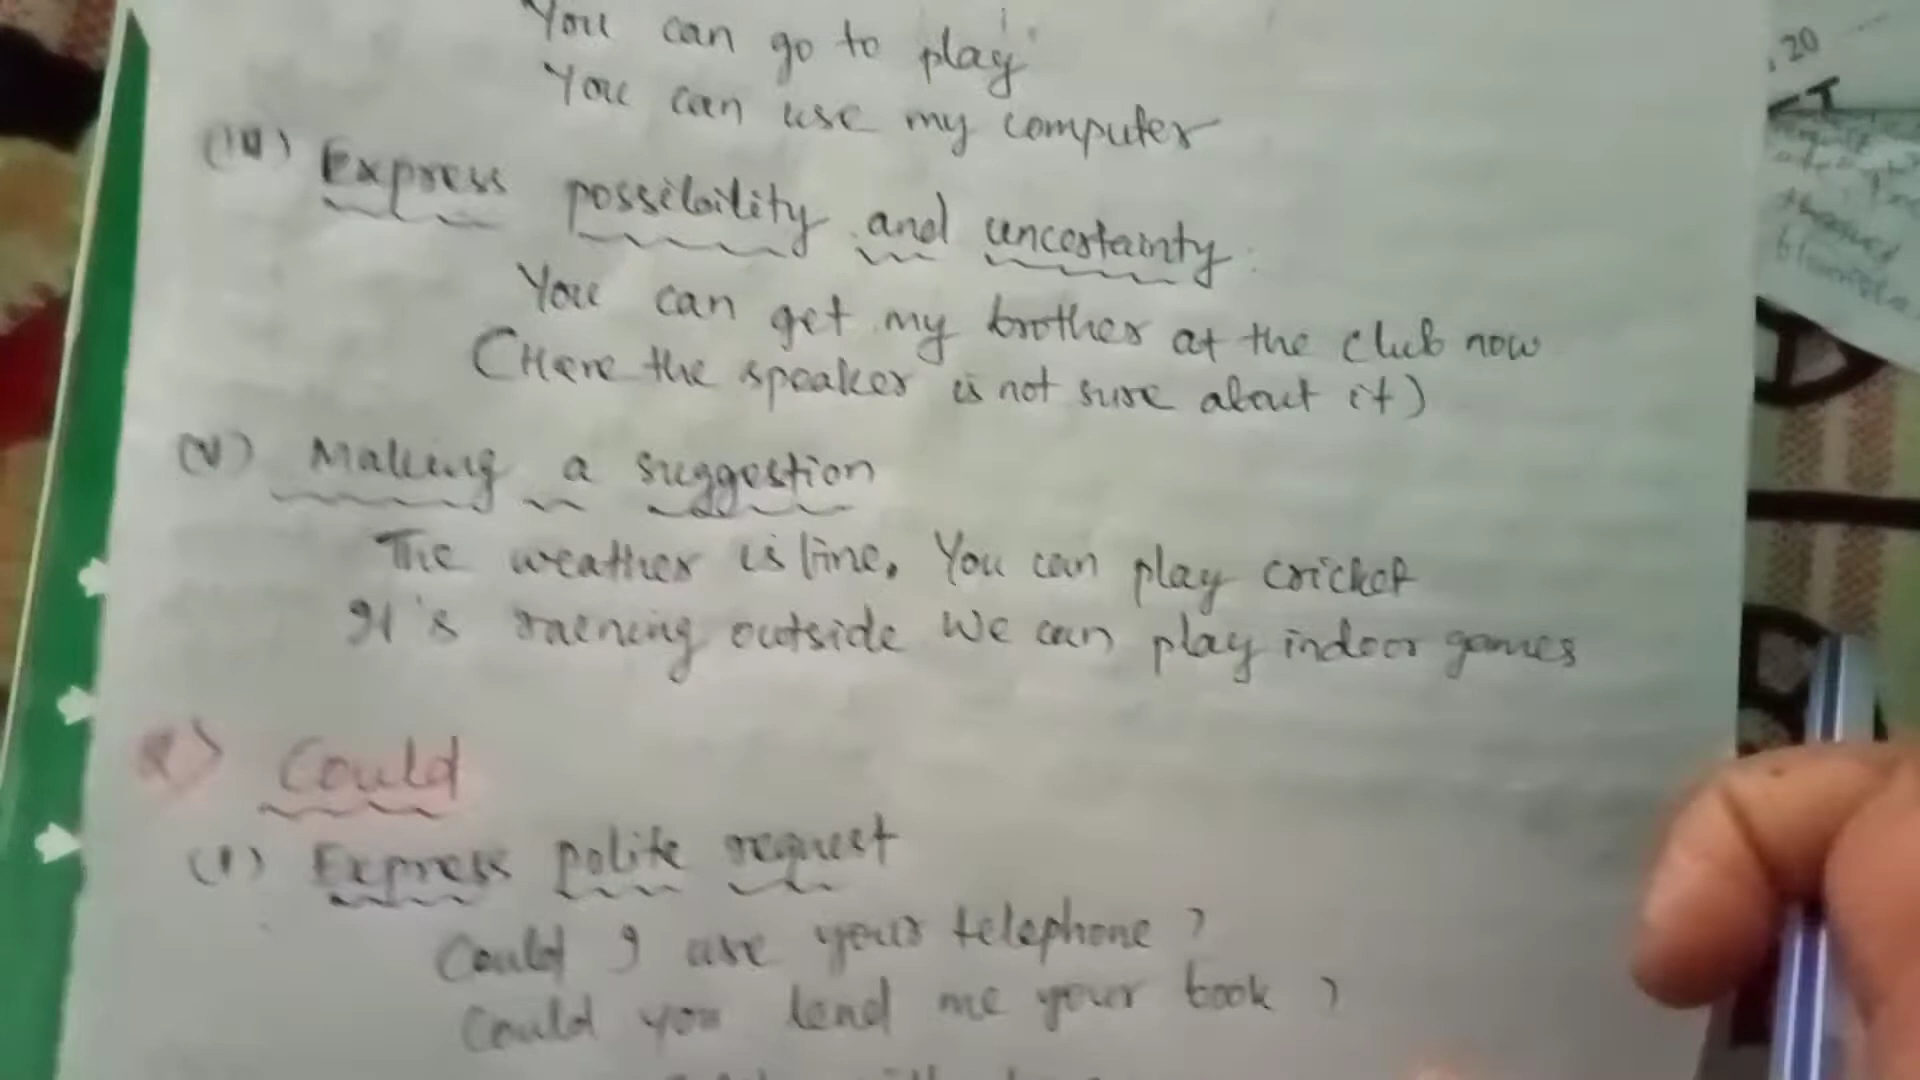 You can go to play
You can use my computer
(iv) Express possibility and uncertainty.
You can get my brother at the club now
(Here the speaker is not sure about it)
(v) Making a suggestion
The weather is fine. You can play cricket
It's raening outside We can play indoor games
Could
(i) Express polite request
Could I use your telephone ?
Could you lend me your book ?
, 20